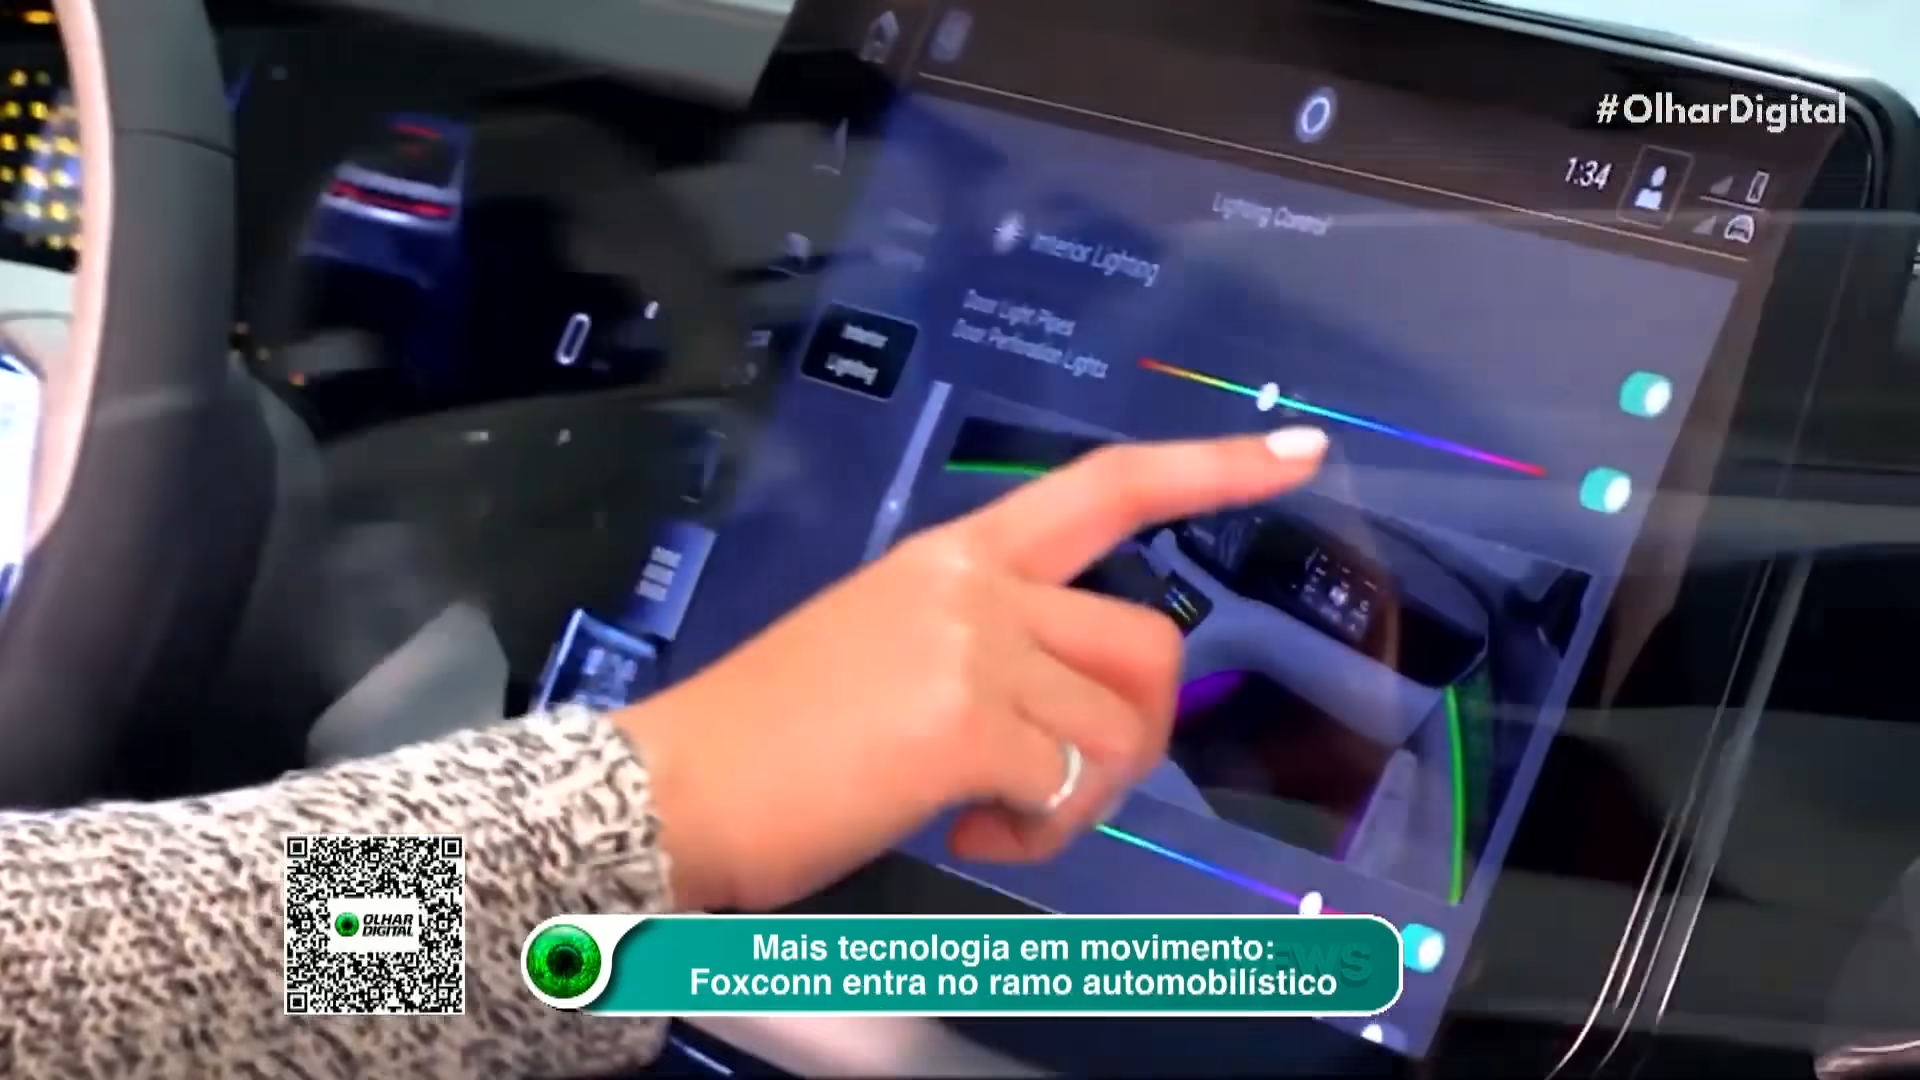 #OlharDigital
1:34
Lighting Control
Interior Lighting
Door Light Pipes
Door Perforation Lights
Interior
Lighting
0
OLHAR
DIGITAL
Mais tecnologia em movimento:
Foxconn entra no ramo automobilístico